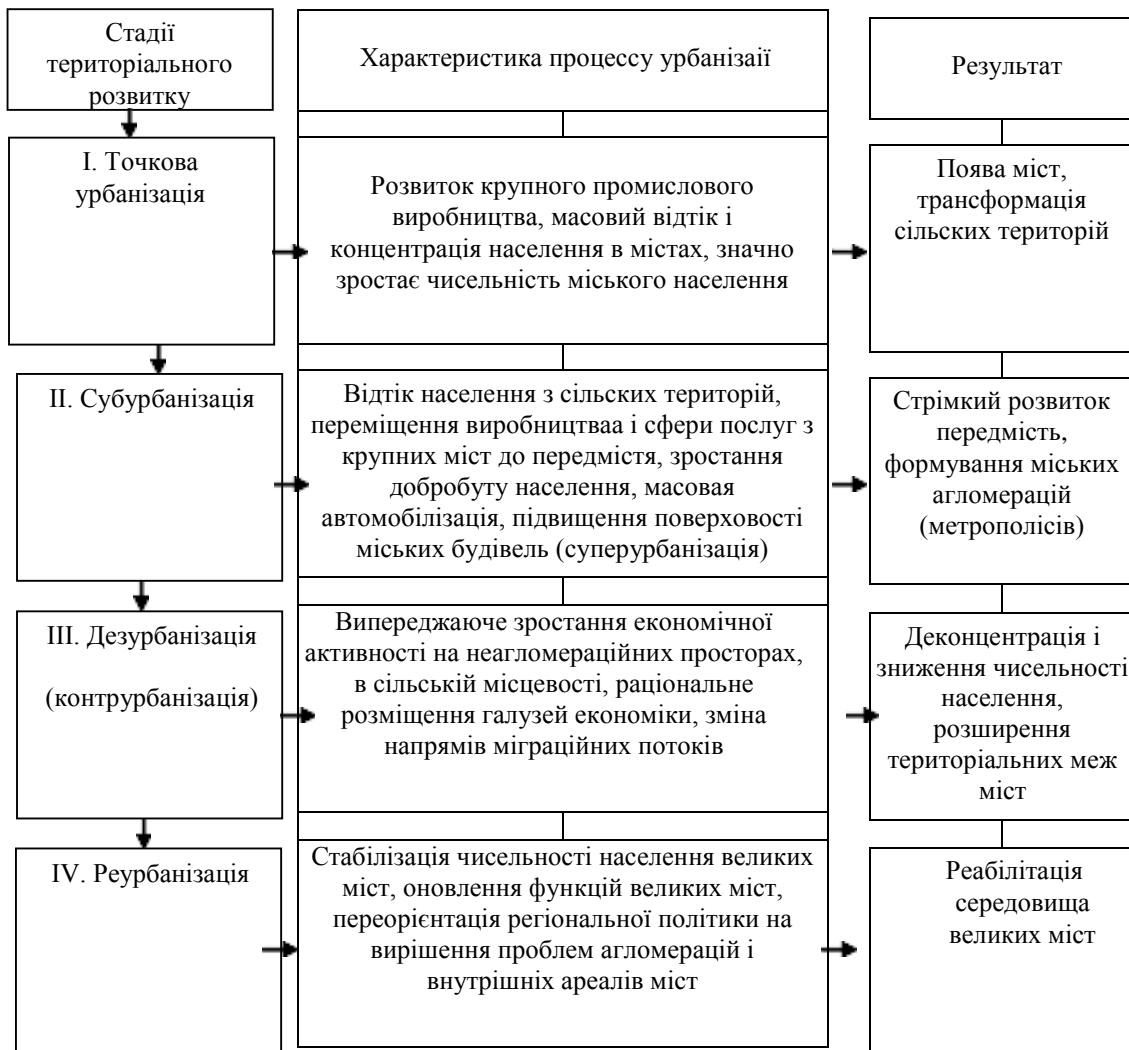 Стадії
територіального
розвитку
Характеристика процессу урбанізаії
Результат
I. Точкова
урбанізація
Розвиток крупного промислового
виробництва, масовий відтік і
концентрація населення в містах, значно
зростає чисельність міського населення
Поява міст,
трансформація
сільских територій
II. Субурбанізація
Відтік населення з сільских територій,
переміщення виробництваа і сфери послуг з
крупних міст до передмістя, зростання
добробуту населення, масовая
автомобілізація, підвищення поверховості
міських будівель (суперурбанізація)
Стрімкий розвиток
передмість,
формування міських
агломерацій
(метрополісів)
III. Дезурбанізація
(контрурбанізація)
Випереджаюче зростання економічної
активності на неагломераційних просторах,
в сільській місцевості, раціональне
розміщення галузей економіки, зміна
напрямів міграційних потоків
Деконцентрація і
зниження чисельності
населення,
розширення
територіальних меж
міст
IV. Реурбанізація
Стабілізація чисельності населення великих
міст, оновлення функцій великих міст,
переорієнтація регіональної політики на
вирішення проблем агломерацій і
внутрішніх ареалів міст
Реабілітація
середовища
великих міст